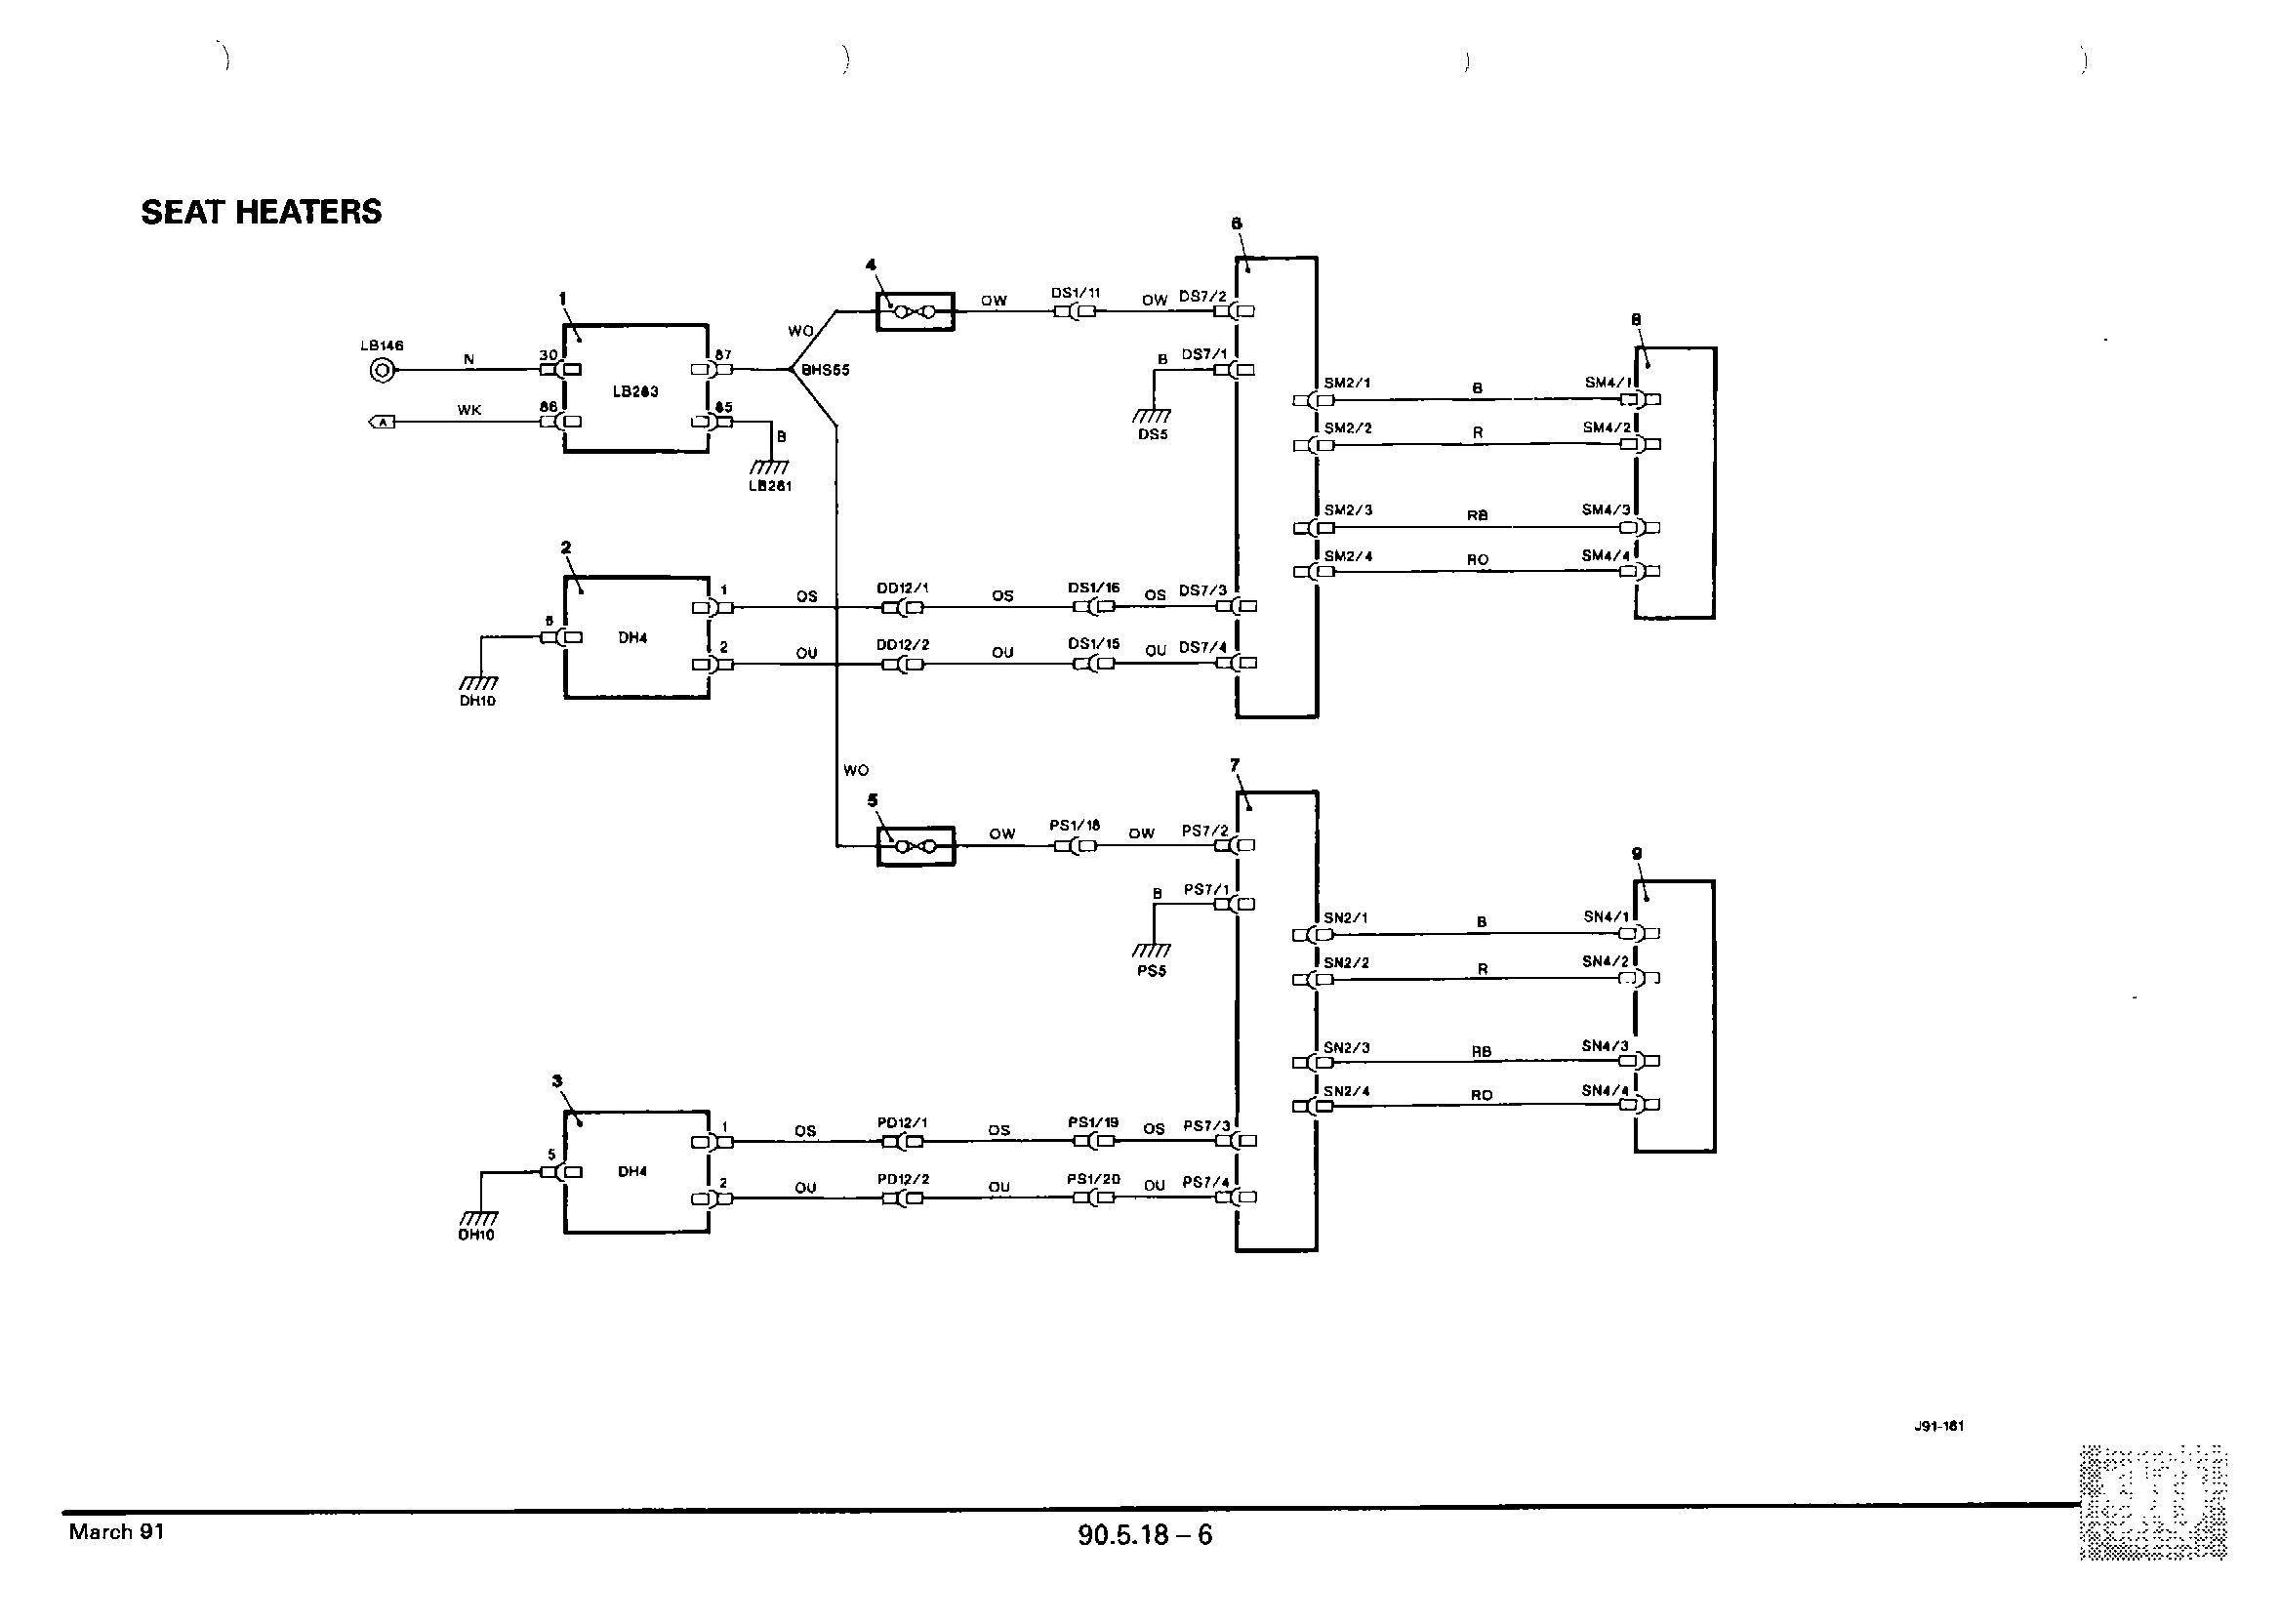 SEAT HEATERS
6
4
1
DS1/11
OW
OW
DS7/2
WO
8
LB146
N
30
87
BHS55
B
DS7/1
LB283
SM2/1
B
SM4/1
WK
86
85
A
B
DS5
SM2/2
R
SM4/2
LB281
SM2/3
RB
SM4/3
2
SM2/4
RO
SM4/4
1
OS
DD12/1
OS
DS1/16
OS
DS7/3
DH4
2
OU
DD12/2
OU
DS1/15
OU
DS7/4
DH10
WO
7
5
OW
PS1/18
OW
PS7/2
9
B
PS7/1
SN2/1
B
SN4/1
PS5
SN2/2
R
SN4/2
SN2/3
RB
SN4/3
3
SN2/4
RO
SN4/4
1
OS
PD12/1
OS
PS1/19
OS
PS7/3
5
DH4
2
OU
PD12/2
OU
PS1/20
OU
PS7/4
DH10
J91-161
March 91
90.5.18 – 6